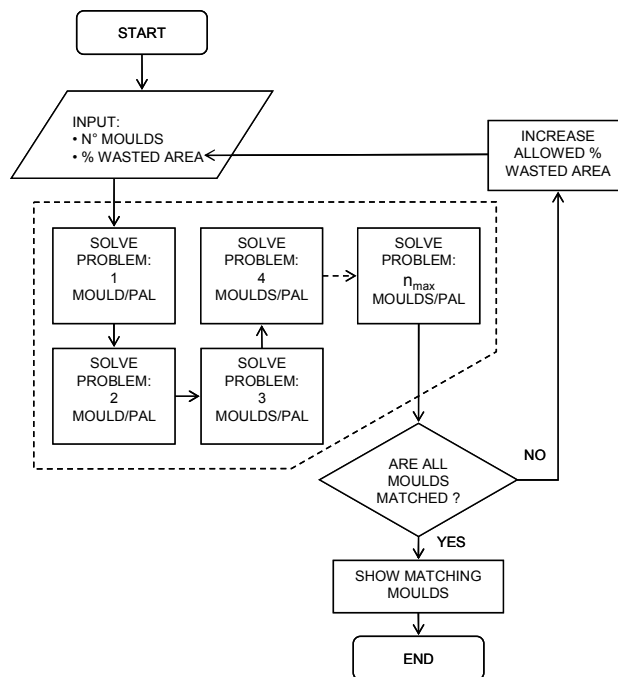 START
INPUT:
• N° MOULDS
• % WASTED AREA
INCREASE
ALLOWED %
WASTED AREA
SOLVE
PROBLEM:
1
MOULD/PAL
SOLVE
PROBLEM:
2
MOULD/PAL
SOLVE
PROBLEM:
3
MOULDS/PAL
SOLVE
PROBLEM:
4
MOULDS/PAL
SOLVE
PROBLEM:
nmax
MOULDS/PAL
ARE ALL
MOULDS
MATCHED ?
NO
YES
SHOW MATCHING
MOULDS
END